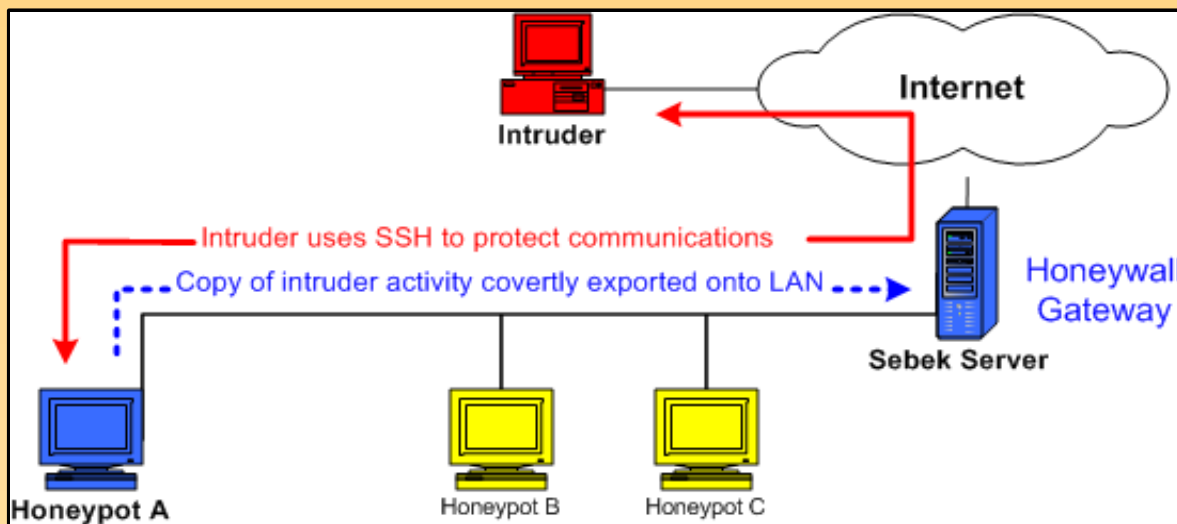 Internet
Intruder
Intruder uses SSH to protect communications
Copy of intruder activity covertly exported onto LAN
Honeywall
Gateway
Sebek Server
Honeypot A
Honeypot B
Honeypot C